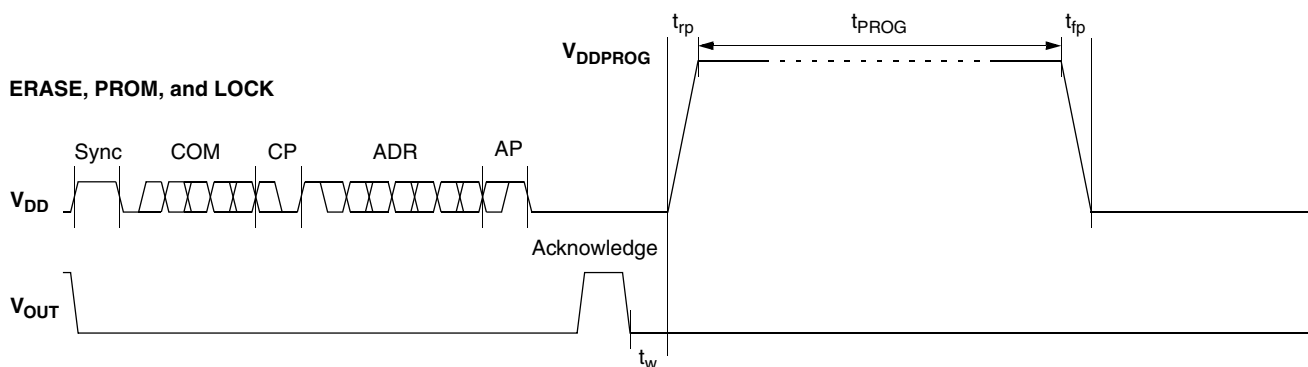 t_rp t_PROG t_fp
V_DDPROG
ERASE, PROM, and LOCK
Sync COM CP ADR AP
V_DD
Acknowledge
V_OUT
t_w